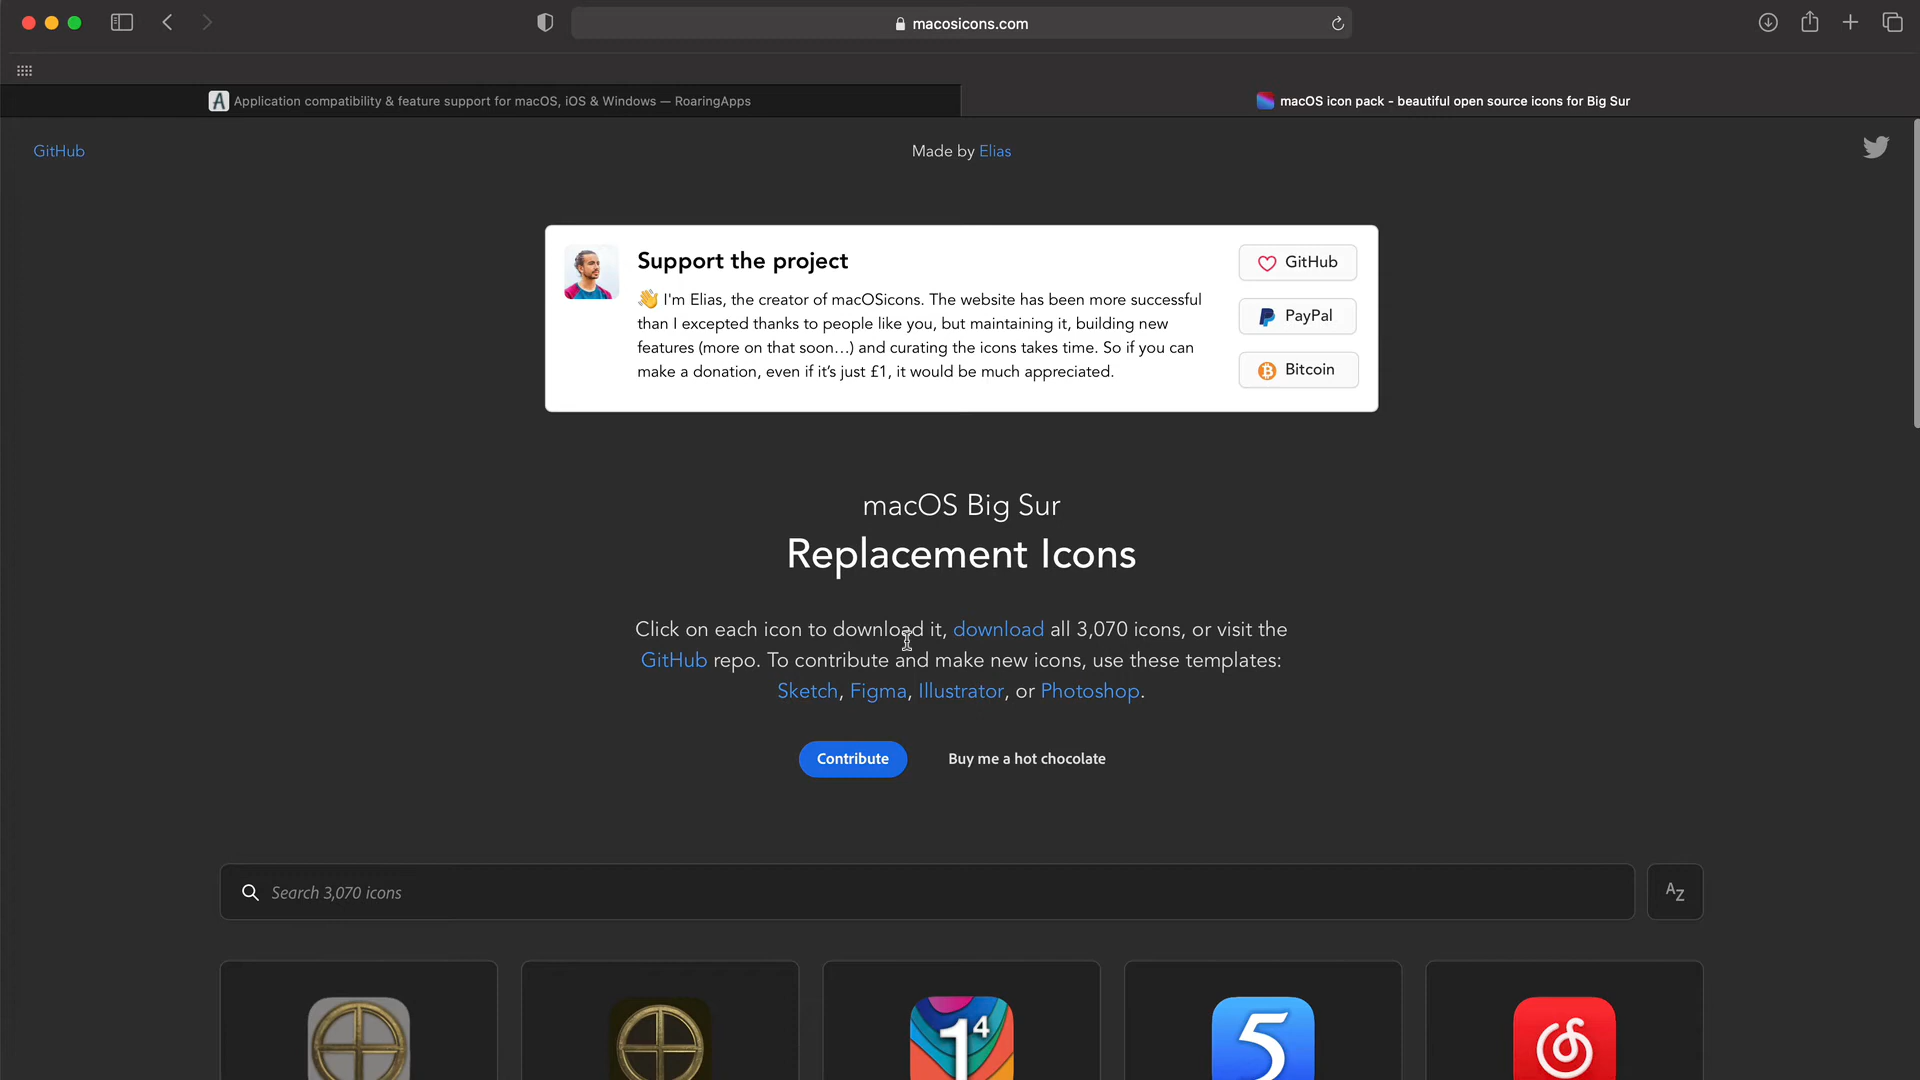 macosicons.com
Application compatibility & feature support for macOS, iOS & Windows — RoaringApps
macOS icon pack - beautiful open source icons for Big Sur
GitHub
Made by Elias
Support the project
👋 I'm Elias, the creator of macOSicons. The website has been more successful
than I excepted thanks to people like you, but maintaining it, building new
features (more on that soon…) and curating the icons takes time. So if you can
make a donation, even if it’s just £1, it would be much appreciated.
GitHub
PayPal
Bitcoin
macOS Big Sur
Replacement Icons
Click on each icon to download it, download all 3,070 icons, or visit the
GitHub repo. To contribute and make new icons, use these templates:
Sketch, Figma, Illustrator, or Photoshop.
Contribute
Buy me a hot chocolate
Search 3,070 icons
AZ
1⁴
5